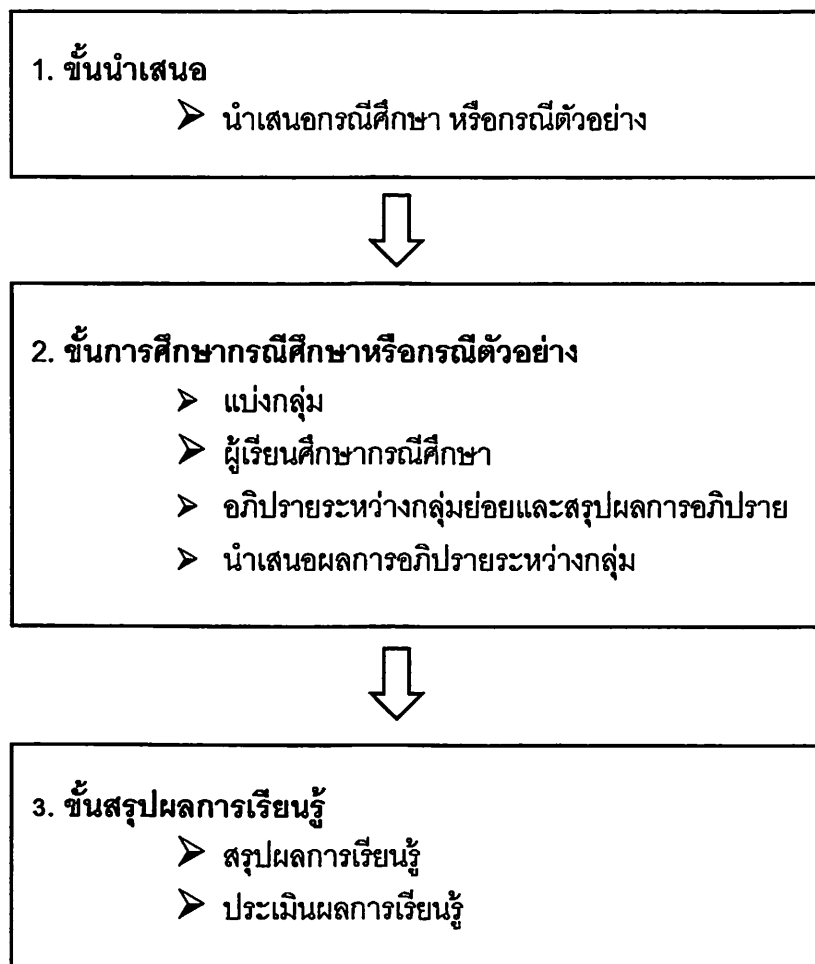 1. ขั้นนำเสนอ
➢ นำเสนอกรณีศึกษา หรือกรณีตัวอย่าง
2. ขั้นการศึกษากรณีศึกษาหรือกรณีตัวอย่าง
➢ แบ่งกลุ่ม
➢ ผู้เรียนศึกษากรณีศึกษา
➢ อภิปรายระหว่างกลุ่มย่อยและสรุปผลการอภิปราย
➢ นำเสนอผลการอภิปรายระหว่างกลุ่ม
3. ขั้นสรุปผลการเรียนรู้
➢ สรุปผลการเรียนรู้
➢ ประเมินผลการเรียนรู้